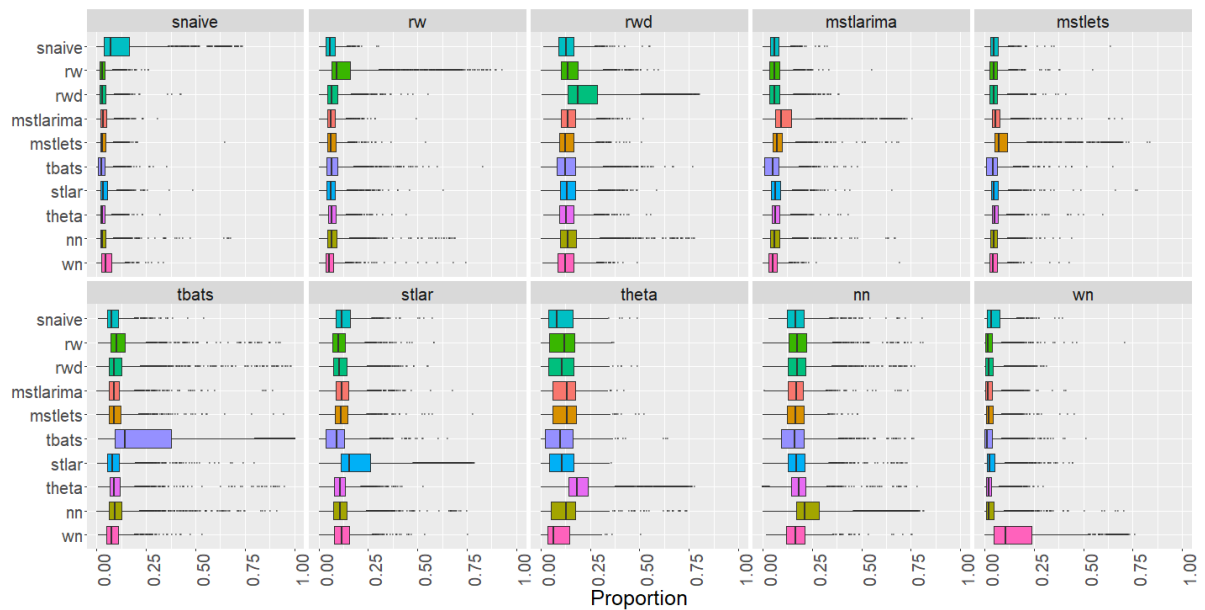 snaive rw rwd mstlarima mstlets
snaive
rw
rwd
mstlarima
mstlets
tbats
stlar
theta
nn
wn
tbats stlar theta nn wn
snaive
rw
rwd
mstlarima
mstlets
tbats
stlar
theta
nn
wn
0.00 0.25 0.50 0.75 1.00 0.00 0.25 0.50 0.75 1.00 0.00 0.25 0.50 0.75 1.00 0.00 0.25 0.50 0.75 1.00 0.00 0.25 0.50 0.75 1.00
Proportion